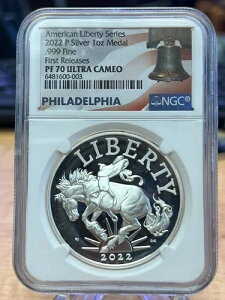 American Liberty Series
2022 P Silver 1oz Medal
.999 Fine
First Releases
PF 70 ULTRA CAMEO
6481600-003
PHILADELPHIA
NGC
LIBERTY
2022